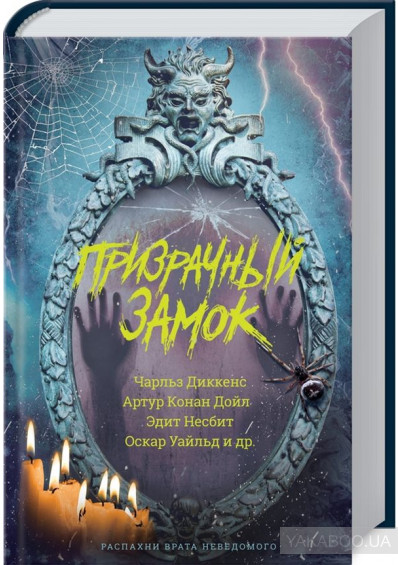 ПРИЗРАЧНЫЙ
ЗАМОК
Чарльз Диккенс
Артур Конан Дойл
Эдит Несбит
Оскар Уайльд и др.
РАСПАХНИ ВРАТА НЕВЕДОМОГО
YAKABOO.UA